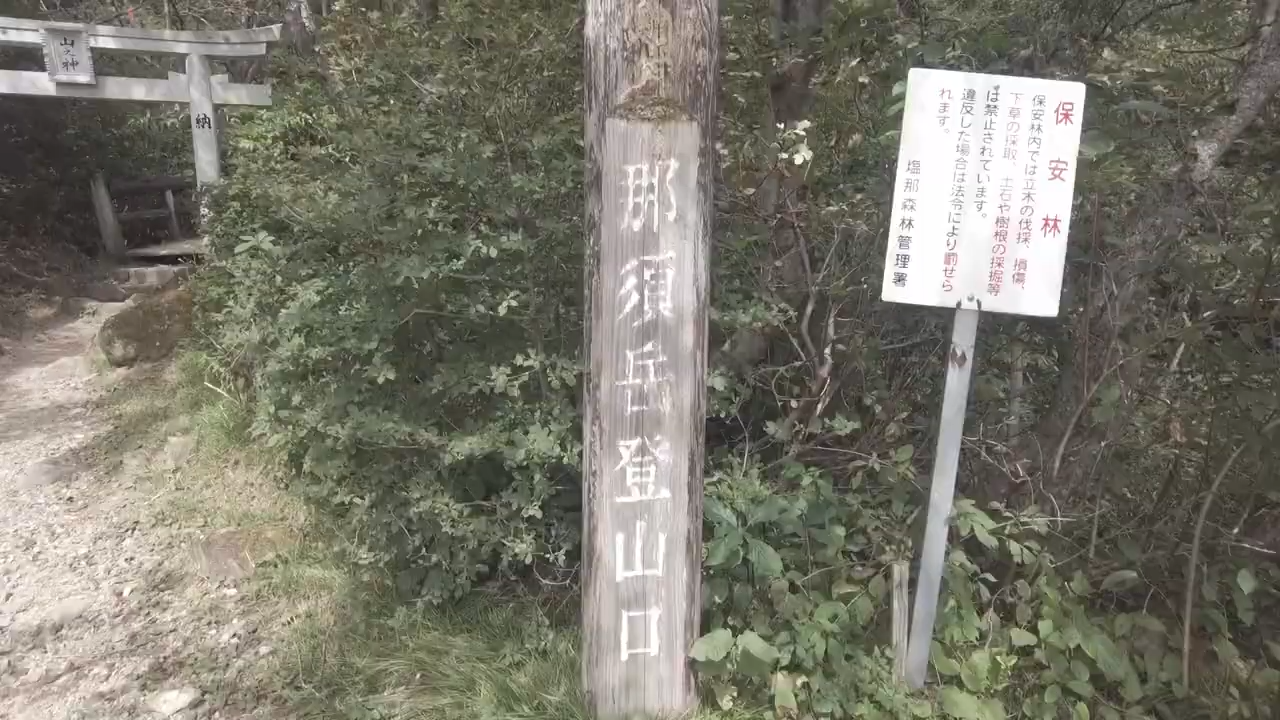 山之神
納
那須岳登山口
保安林
保安林内では立木の伐採、損傷、
下草の採取、土石や樹根の採掘等
は禁止されています。
違反した場合は法令により罰せら
れます。
塩那森林管理署